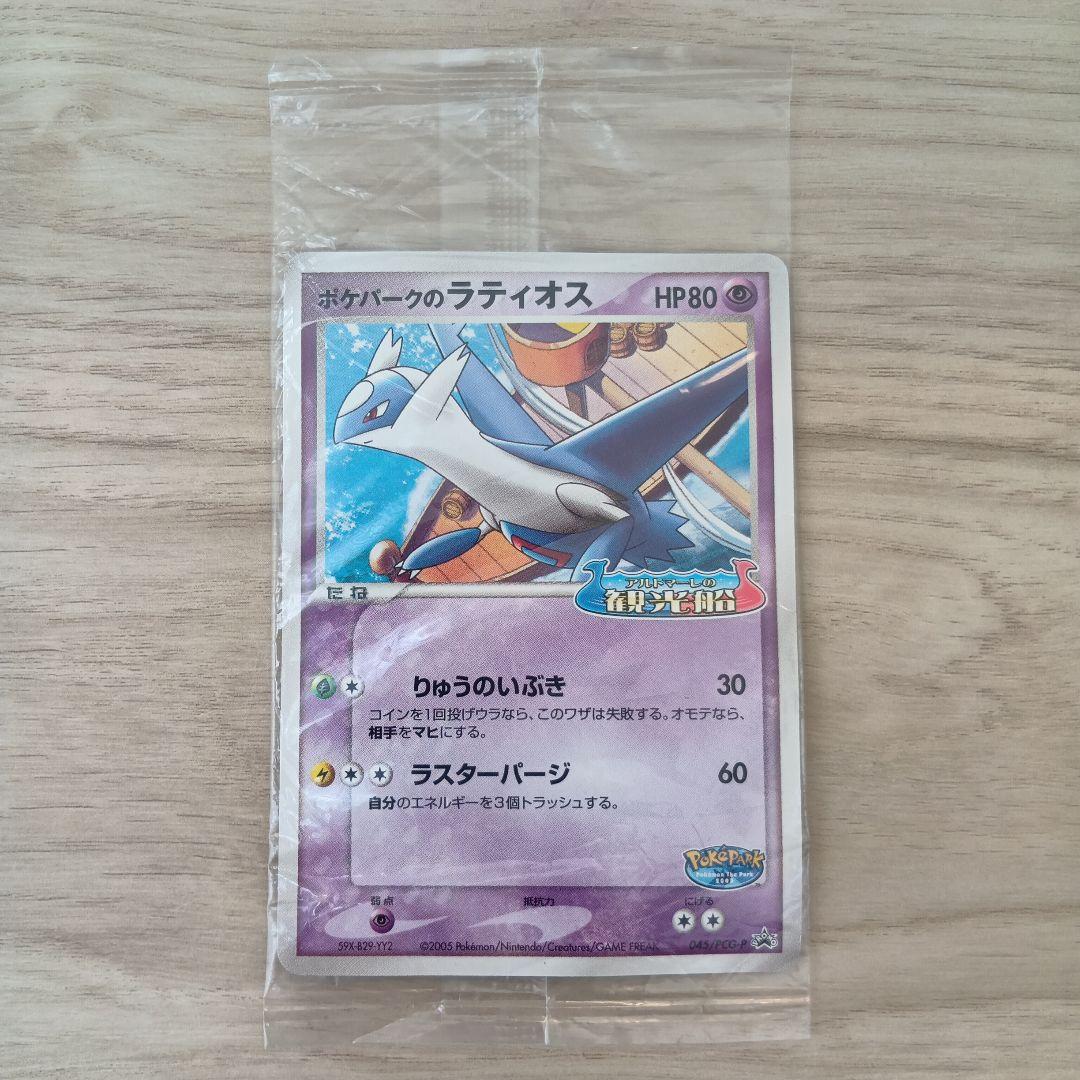 ポケパークのラティオス HP80
たね
アルトマーレの
観光船
りゅうのいぶき 30
コインを1回投げウラなら、このワザは失敗する。オモテなら、
相手をマヒにする。
ラスターパージ 60
自分のエネルギーを3個トラッシュする。
POKÉPARK
Pokémon The Park
2005
弱点 抵抗力 にげる
59X-B29-YY2 ©2005 Pokémon/Nintendo/Creatures/GAME FREAK 045/PCG-P